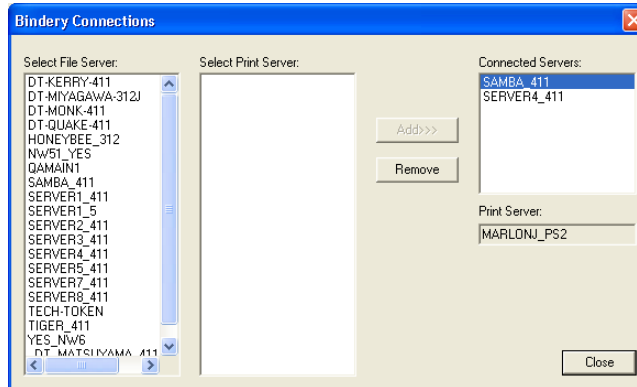 Bindery Connections
Select File Server:
DT-KERRY-411
DT-MIYAGAWA-312J
DT-MONK-411
DT-QUAKE-411
HONEYBEE_312
NW51_YES
QAMAIN1
SAMBA_411
SERVER1_411
SERVER1_5
SERVER2_411
SERVER3_411
SERVER4_411
SERVER5_411
SERVER7_411
SERVER8_411
TECH-TOKEN
TIGER_411
YES_NW6
_DT_MATSUYAMA_411
Select Print Server:
Add>>>
Remove
Connected Servers:
SAMBA_411
SERVER4_411
Print Server:
MARLONJ_PS2
Close